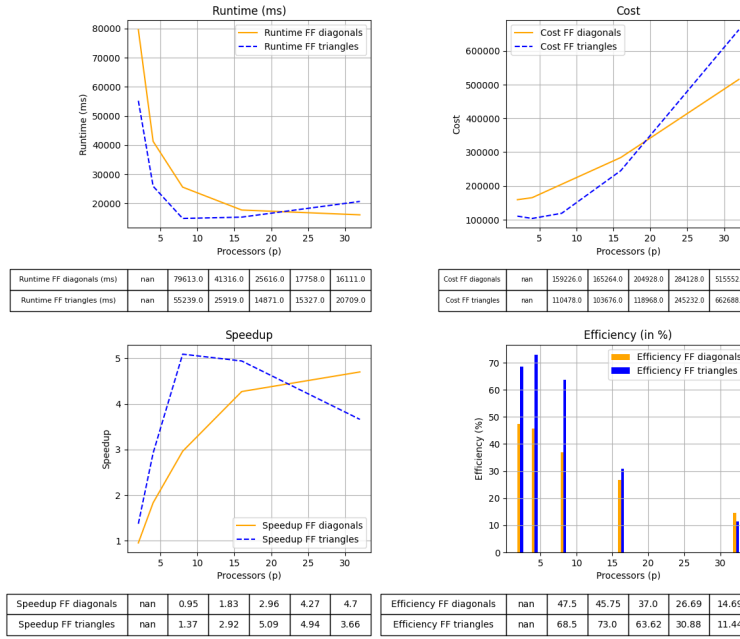 Runtime (ms)
80000
70000
60000
50000
40000
30000
20000
Runtime (ms)
Runtime FF diagonals
Runtime FF triangles
5 10 15 20 25 30
Processors (p)
Runtime FF diagonals (ms) nan 79613.0 41316.0 25616.0 17758.0 16111.0
Runtime FF triangles (ms) nan 55239.0 25919.0 14871.0 15327.0 20709.0
Cost
600000
500000
400000
300000
200000
100000
Cost
Cost FF diagonals
Cost FF triangles
5 10 15 20 25 30
Processors (p)
Cost FF diagonals nan 159226.0 165264.0 204928.0 284128.0 515552.
Cost FF triangles nan 110478.0 103676.0 118968.0 245232.0 662688.
Speedup
5
4
3
2
1
Speedup
Speedup FF diagonals
Speedup FF triangles
5 10 15 20 25 30
Processors (p)
Speedup FF diagonals nan 0.95 1.83 2.96 4.27 4.7
Speedup FF triangles nan 1.37 2.92 5.09 4.94 3.66
Efficiency (in %)
70
60
50
40
30
20
10
0
Efficiency (%)
Efficiency FF diagonals
Efficiency FF triangles
5 10 15 20 25 30
Processors (p)
Efficiency FF diagonals nan 47.5 45.75 37.0 26.69 14.69
Efficiency FF triangles nan 68.5 73.0 63.62 30.88 11.44